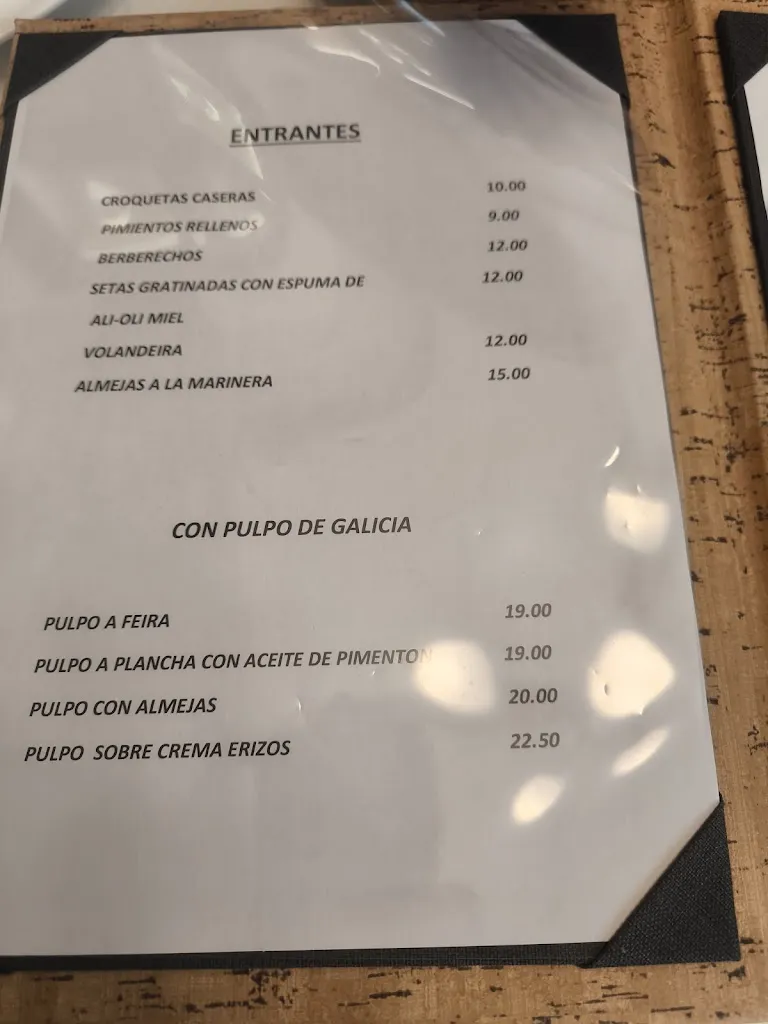 ENTRANTES
CROQUETAS CASERAS 10.00
PIMIENTOS RELLENOS 9.00
BERBERECHOS 12.00
SETAS GRATINADAS CON ESPUMA DE 12.00
ALI-OLI MIEL
VOLANDEIRA 12.00
ALMEJAS A LA MARINERA 15.00
CON PULPO DE GALICIA
PULPO A FEIRA 19.00
PULPO A PLANCHA CON ACEITE DE PIMENTON 19.00
PULPO CON ALMEJAS 20.00
PULPO SOBRE CREMA ERIZOS 22.50